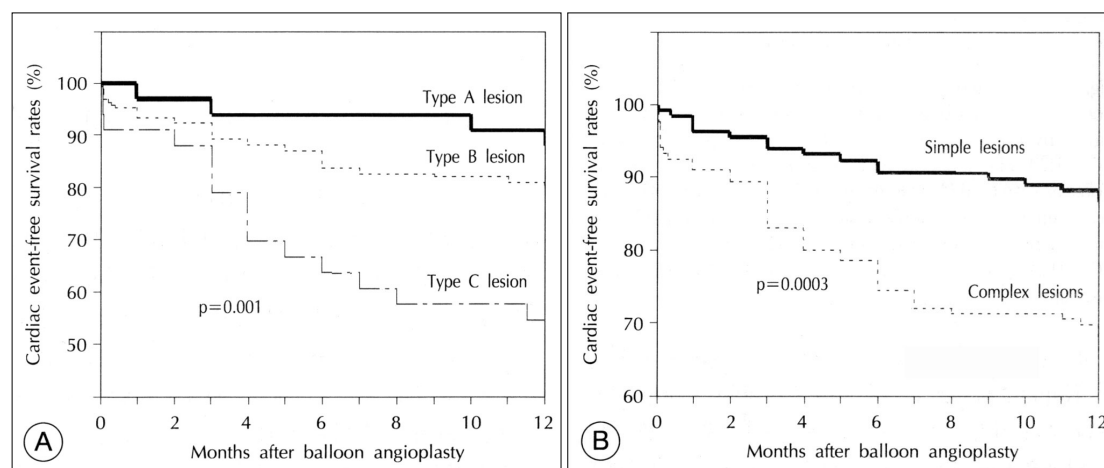 Cardiac event-free survival rates (%)
100
90
80
70
60
50
Type A lesion
Type B lesion
Type C lesion
p=0.001
0
2
4
6
8
10
12
Months after balloon angioplasty
A
Cardiac event-free survival rates (%)
100
90
80
70
60
Simple lesions
p=0.0003
Complex lesions
0
2
4
6
8
10
12
Months after balloon angioplasty
B